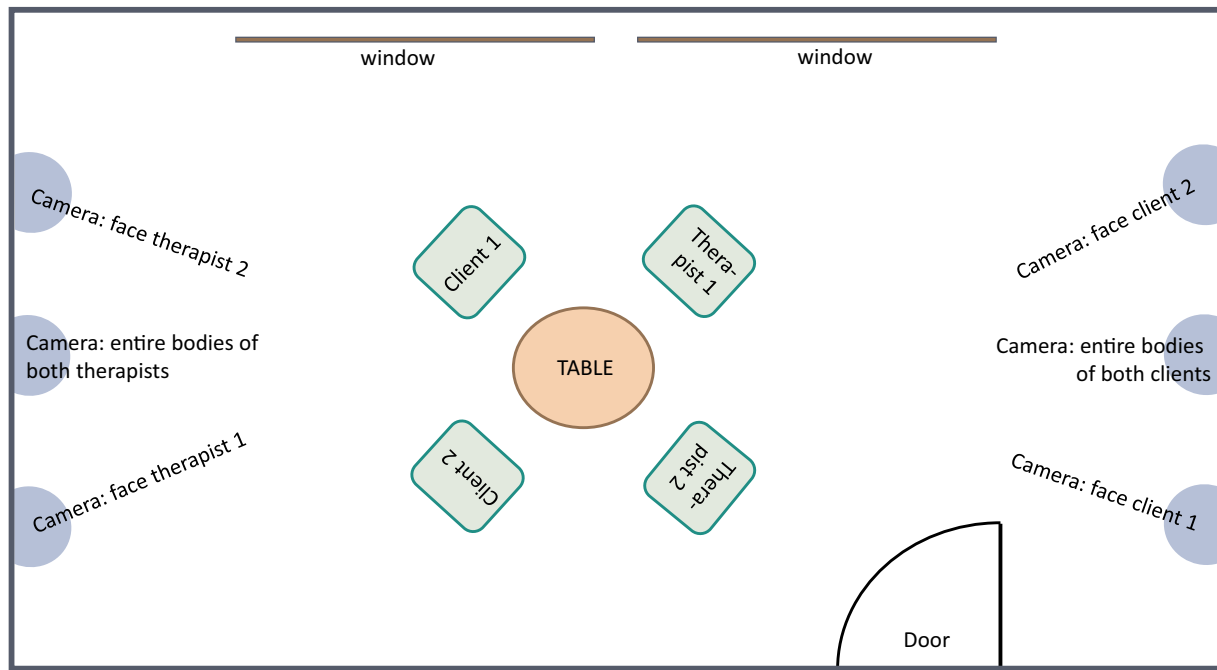 window
window
Camera: face therapist 2
Camera: face client 2
Client 1
Thera-
pist 1
Camera: entire bodies of
both therapists
TABLE
Camera: entire bodies
of both clients
Camera: face therapist 1
Client 2
Thera-
pist 2
Camera: face client 1
Door